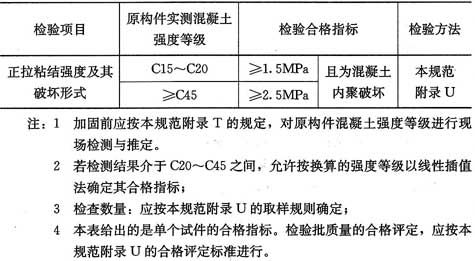 检验项目 原构件实测混凝土强度等级 检验合格指标 检验方法
正拉粘结强度及其破坏形式 C15～C20 ≥1.5MPa 且为混凝土内聚破坏 本规范附录 U
≥C45 ≥2.5MPa
注：1 加固前应按本规范附录 T 的规定，对原构件混凝土强度等级进行现
场检测与推定。
2 若检测结果介于 C20～C45 之间，允许按换算的强度等级以线性插值
法确定其合格指标；
3 检查数量：应按本规范附录 U 的取样规则确定；
4 本表给出的是单个试件的合格指标。检验批质量的合格评定，应按本
规范附录 U 的合格评定标准进行。